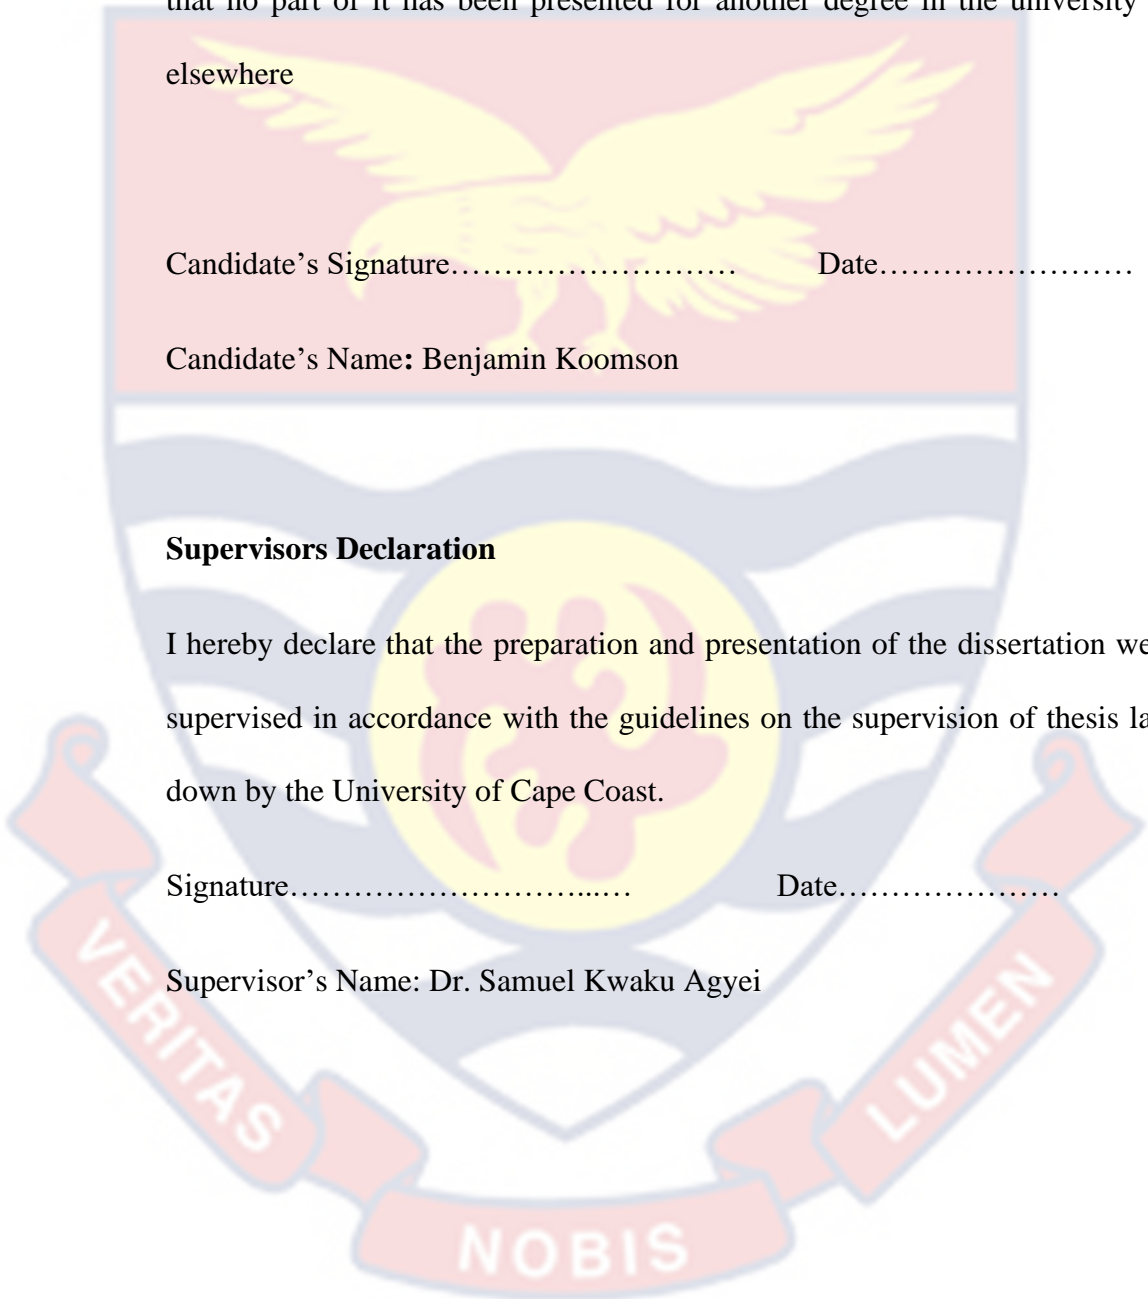 that no part of it has been presented for another degree in the university
elsewhere
Candidate’s Signature……………………… Date……………………
Candidate’s Name: Benjamin Koomson
Supervisors Declaration
I hereby declare that the preparation and presentation of the dissertation we
supervised in accordance with the guidelines on the supervision of thesis la
down by the University of Cape Coast.
Signature………………………...… Date…………………
Supervisor’s Name: Dr. Samuel Kwaku Agyei
VERITAS
NOBIS
LUMEN